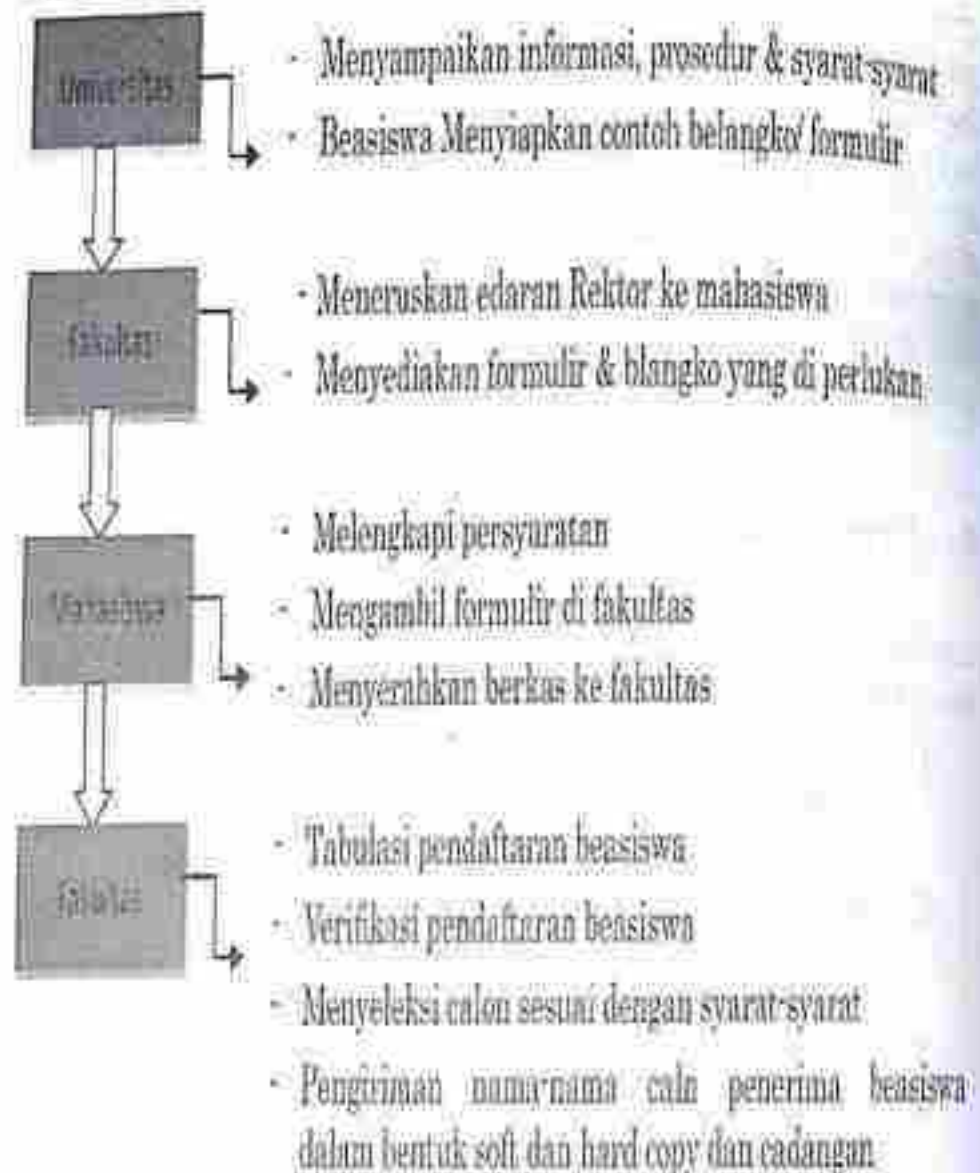 Universitas
- Menyampaikan informasi, prosedur & syarat-syarat
- Beasiswa Menyiapkan contoh belangko/ formulir
Fakultas
- Meneruskan edaran Rektor ke mahasiswa
- Menyediakan formulir & blangko yang di perlukan
Mahasiswa
- Melengkapi persyaratan
- Mengambil formulir di fakultas
- Menyerahkan berkas ke fakultas
Fakultas
- Tabulasi pendaftaran beasiswa
- Verifikasi pendaftaran beasiswa
- Menyeleksi calon sesuai dengan syarat-syarat
- Pengiriman nama-nama caln penerima beasiswa
dalam bentuk soft dan hard copy dan cadangan